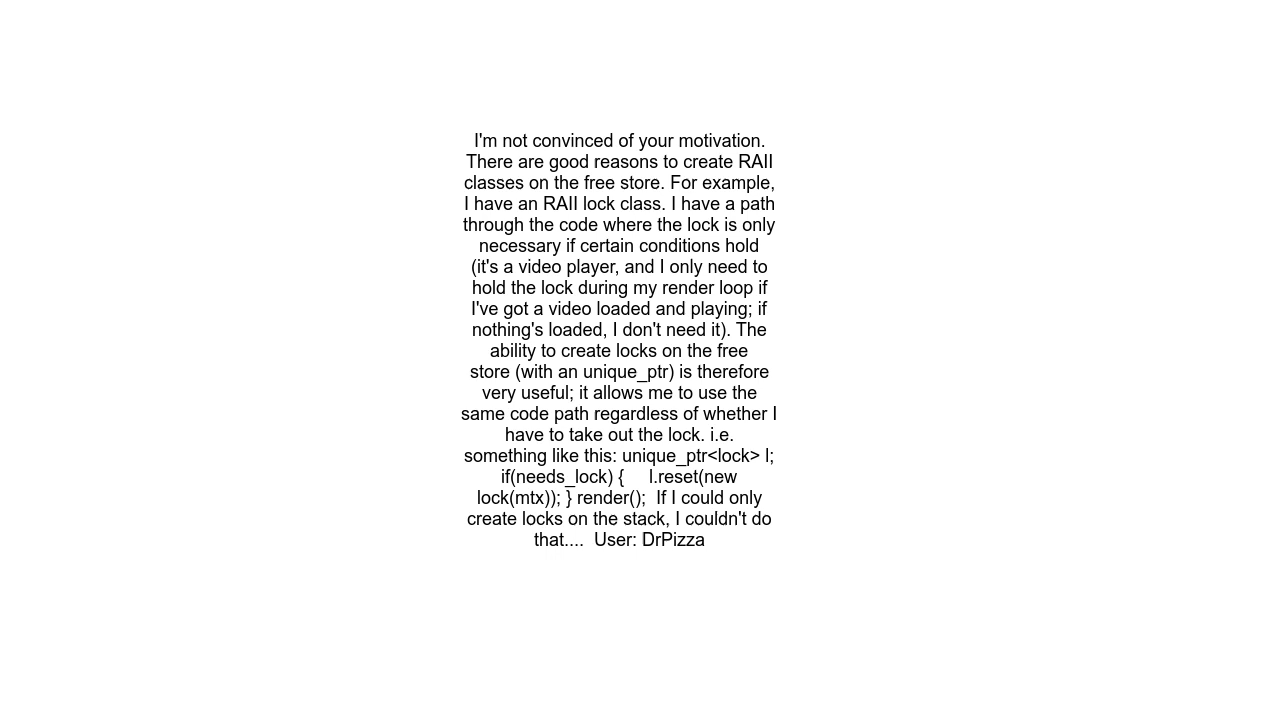 I'm not convinced of your motivation.
There are good reasons to create RAII
classes on the free store. For example,
I have an RAII lock class. I have a path
through the code where the lock is only
necessary if certain conditions hold
(it's a video player, and I only need to
hold the lock during my render loop if
I've got a video loaded and playing; if
nothing's loaded, I don't need it). The
ability to create locks on the free
store (with an unique_ptr) is therefore
very useful; it allows me to use the
same code path regardless of whether I
have to take out the lock. i.e.
something like this: unique_ptr<lock> l;
if(needs_lock) {     l.reset(new
lock(mtx)); } render();  If I could only
create locks on the stack, I couldn't do
that....  User: DrPizza